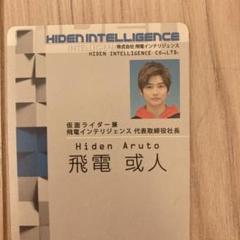 HIDEN INTELLIGENCE
株式会社 飛電インテリジェンス
HIDEN INTELLIGENCE CO.,LTD.
仮面ライダー兼
飛電インテリジェンス 代表取締役社長
Hiden Aruto
飛電 或人